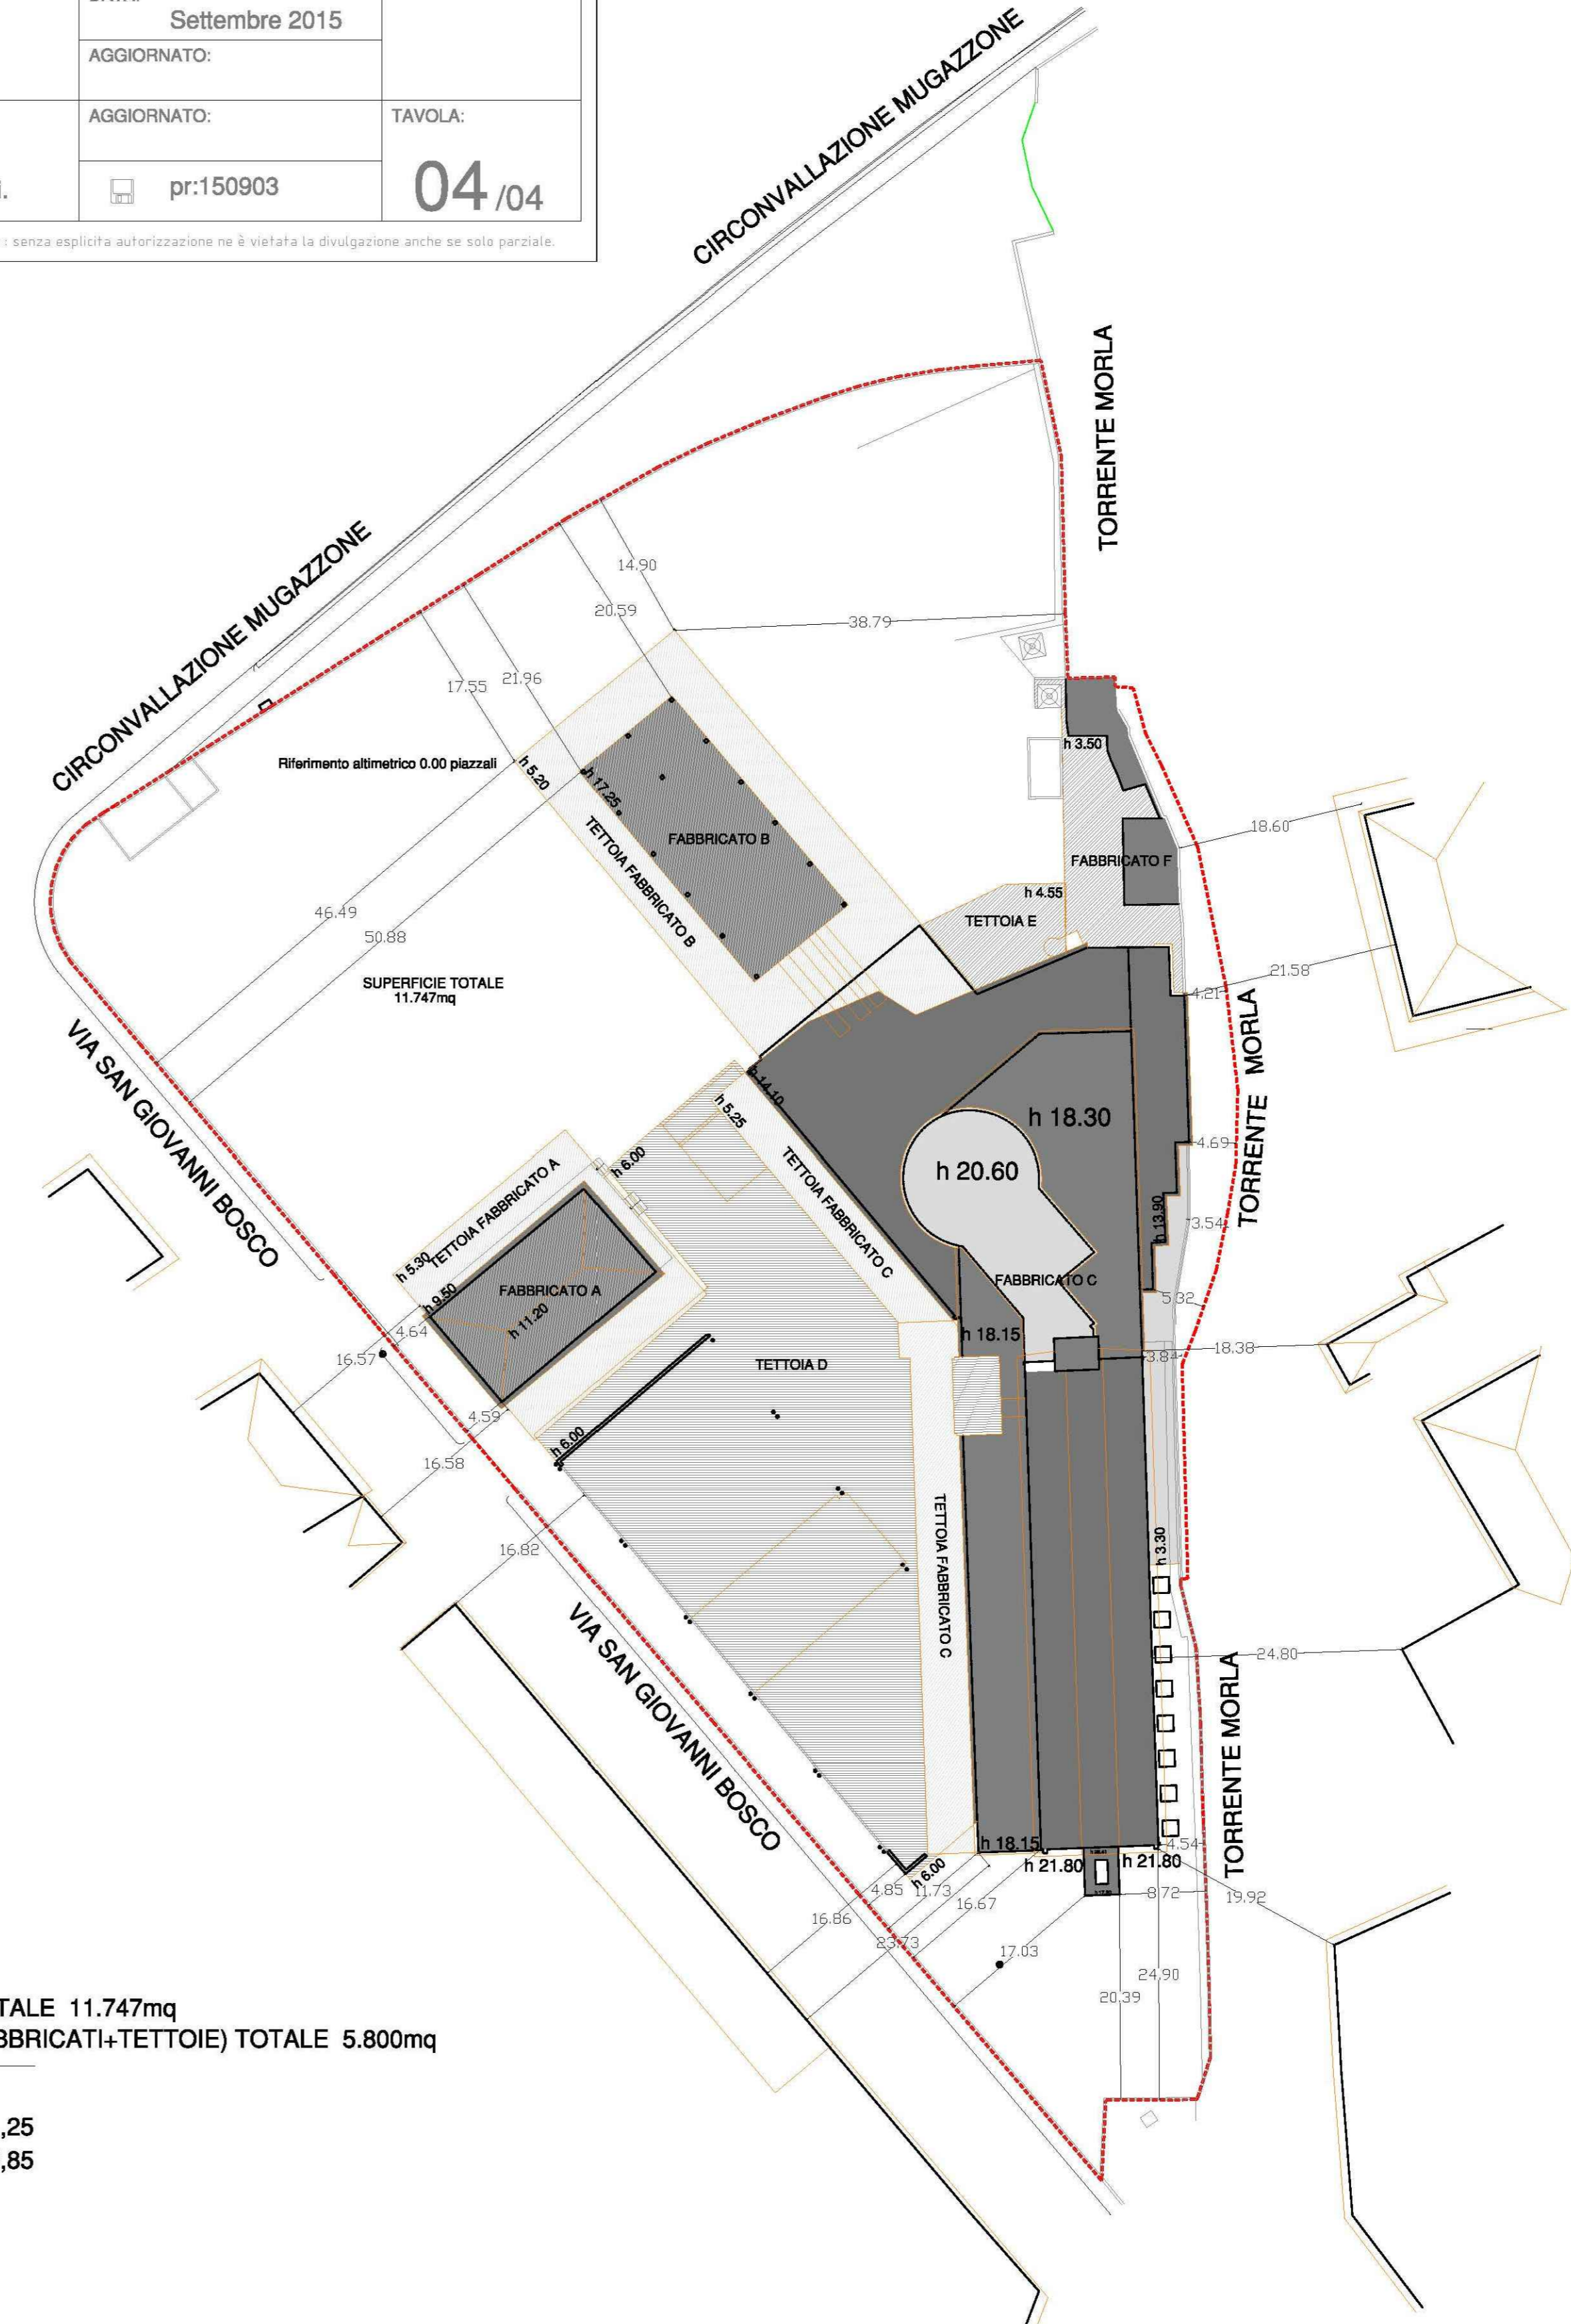 Settembre 2015
AGGIORNATO:
AGGIORNATO:
TAVOLA:
pr:150903
04 /04
: senza esplicita autorizzazione ne è vietata la divulgazione anche se solo parziale.
CIRCONVALLAZIONE MUGAZZONE
TORRENTE MORLA
CIRCONVALLAZIONE MUGAZZONE
14.90
20.59
38.79
17.55
21.96
Riferimento altimetrico 0.00 piazzali
h 5.20
h 17.25
h 3.50
FABBRICATO B
TETTOIA FABBRICATO B
18.60
FABBRICATO F
h 4.55
TETTOIA E
46.49
50.88
SUPERFICIE TOTALE
11.747mq
21.58
4.21
VIA SAN GIOVANNI BOSCO
TORRENTE MORLA
h 14.10
h 5.25
h 18.30
4.69
h 6.00
TETTOIA FABBRICATO A
TETTOIA FABBRICATO C
h 20.60
h 13.90
3.54
h 5.30
h 9.50
FABBRICATO A
h 11.20
FABBRICATO C
5.32
4.64
16.57
h 18.15
TETTOIA D
3.84
18.38
4.59
h 6.00
16.58
16.82
TETTOIA FABBRICATO C
h 3.30
VIA SAN GIOVANNI BOSCO
24.80
TORRENTE MORLA
h 18.15
4.54
h 21.80
h 21.80
h 6.00
4.85
11.73
8.72
19.92
16.67
16.86
23.73
17.03
24.90
20.39
TALE 11.747mq
BBRICATI+TETTOIE) TOTALE 5.800mq
,25
,85